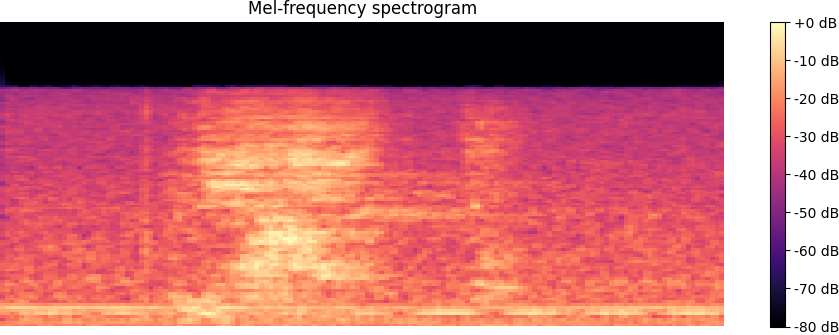 Mel-frequency spectrogram
+0 dB
-10 dB
-20 dB
-30 dB
-40 dB
-50 dB
-60 dB
-70 dB
-80 dB